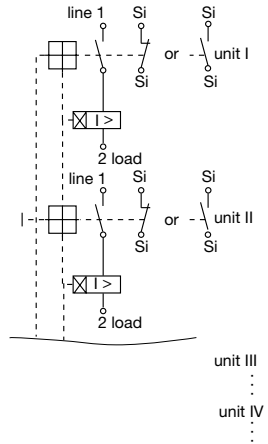 line 1 Si Si
or unit I
Si Si
I >
2 load
line 1 Si Si
or unit II
Si Si
I >
2 load
unit III
unit IV